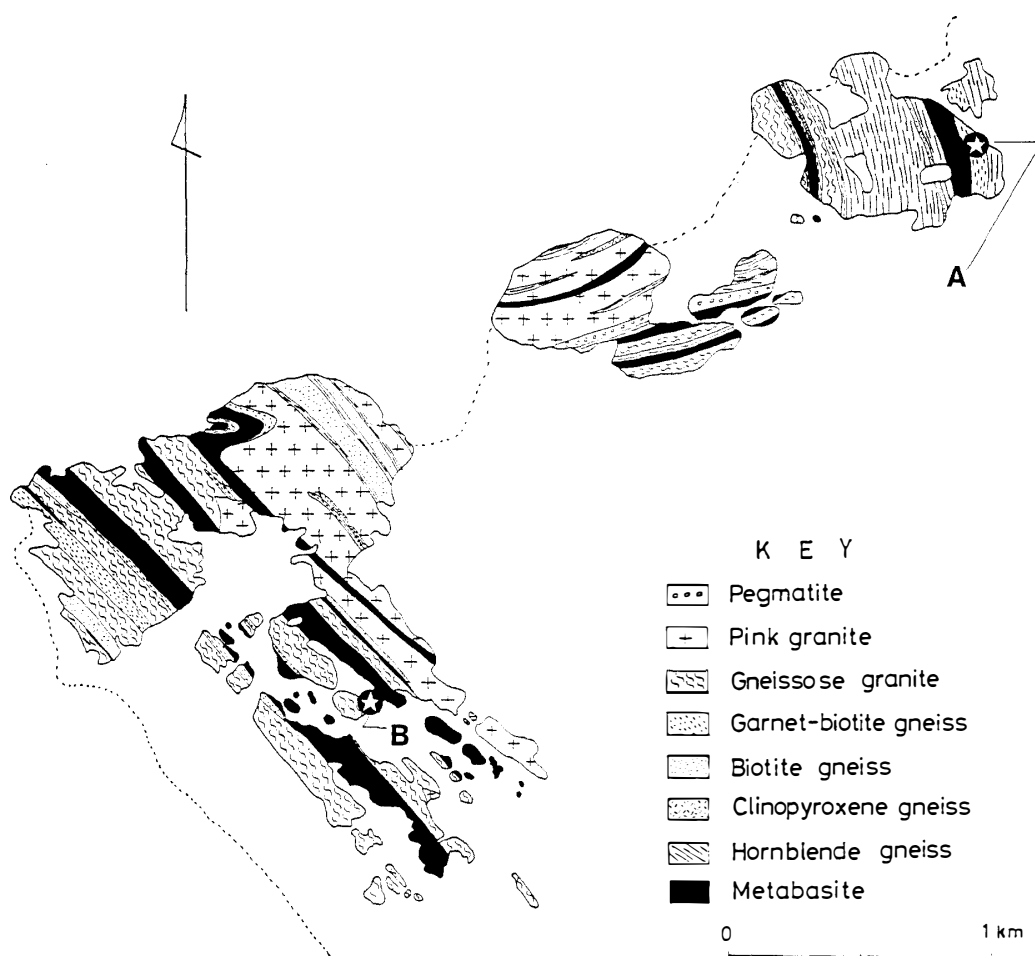 A
B
K E Y
Pegmatite
Pink granite
Gneissose granite
Garnet-biotite gneiss
Biotite gneiss
Clinopyroxene gneiss
Hornblende gneiss
Metabasite
0 1 km